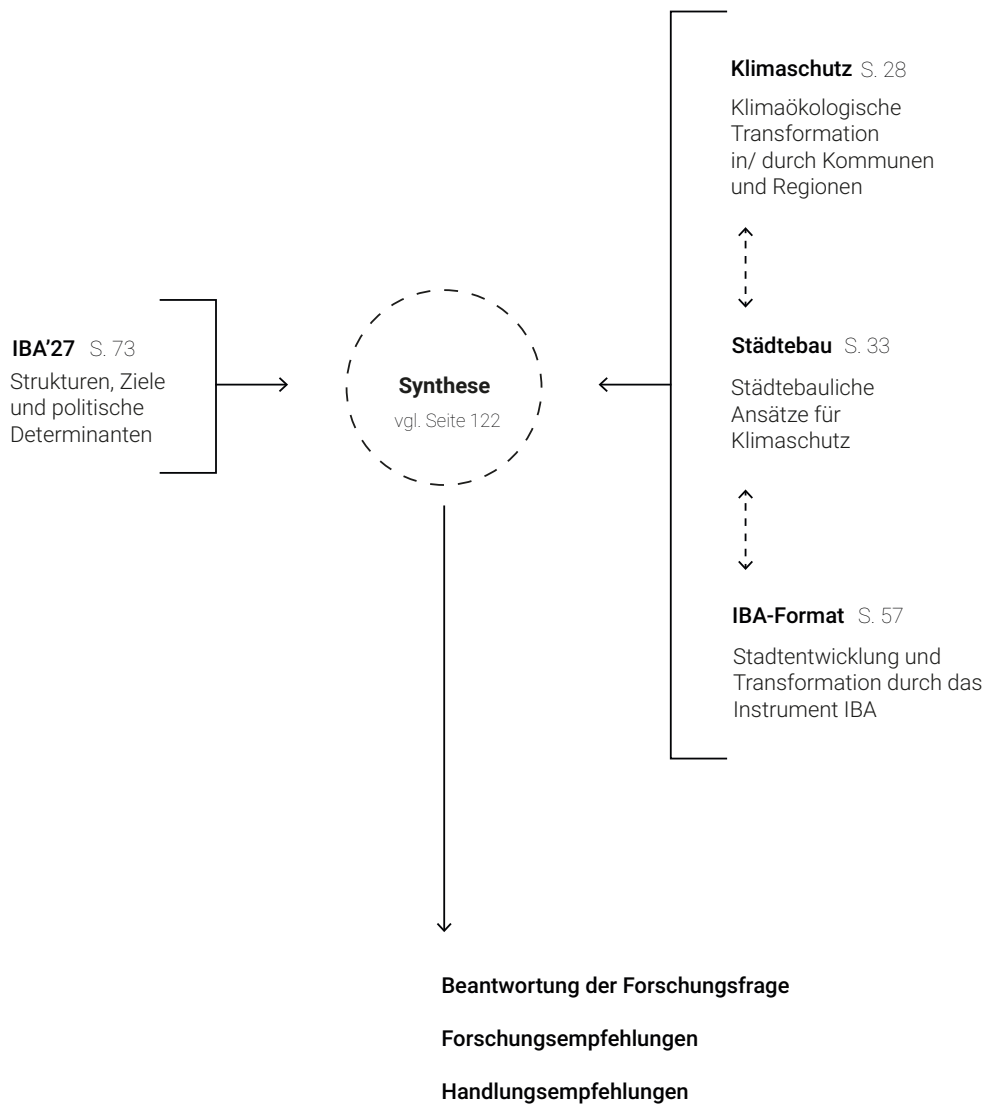 Klimaschutz S. 28
Klimaökologische
Transformation
in/ durch Kommunen
und Regionen
IBA’27 S. 73
Strukturen, Ziele
und politische
Determinanten
Synthese
vgl. Seite 122
Städtebau S. 33
Städtebauliche
Ansätze für
Klimaschutz
IBA-Format S. 57
Stadtentwicklung und
Transformation durch das
Instrument IBA
Beantwortung der Forschungsfrage
Forschungsempfehlungen
Handlungsempfehlungen